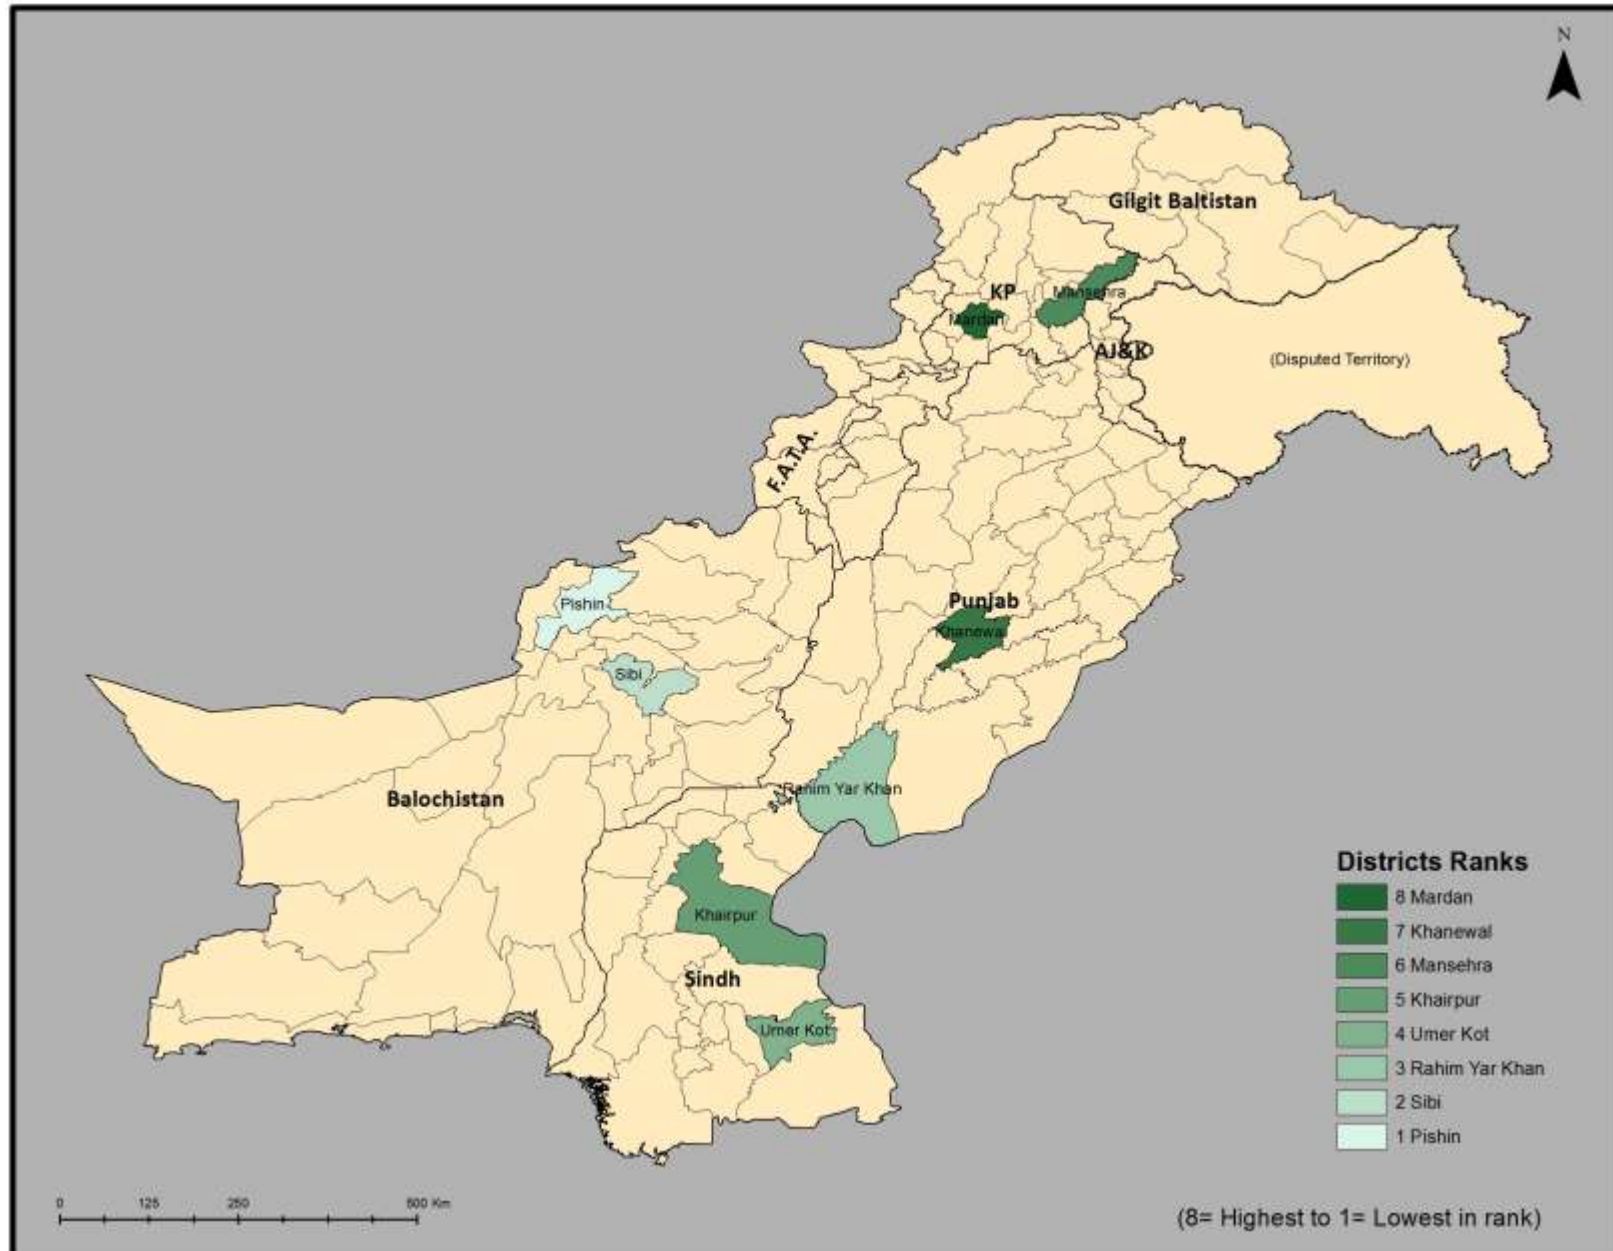 N
Gilgit Baltistan
KP
Mansehra
Mardan
AJ&K
(Disputed Territory)
F.A.T.A.
Pishin
Punjab
Khanewal
Sibi
Rahim Yar Khan
Balochistan
Khairpur
Sindh
Umer Kot
Districts Ranks
8 Mardan
7 Khanewal
6 Mansehra
5 Khairpur
4 Umer Kot
3 Rahim Yar Khan
2 Sibi
1 Pishin
0 125 250 500 Km
(8= Highest to 1= Lowest in rank)